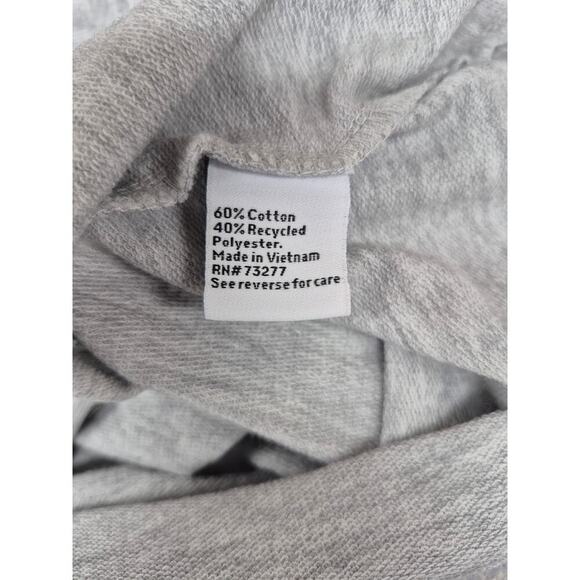 60% Cotton
40% Recycled
Polyester.
Made in Vietnam
RN# 73277
See reverse for care